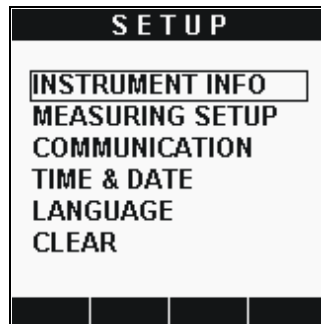 SETUP
INSTRUMENT INFO
MEASURING SETUP
COMMUNICATION
TIME & DATE
LANGUAGE
CLEAR